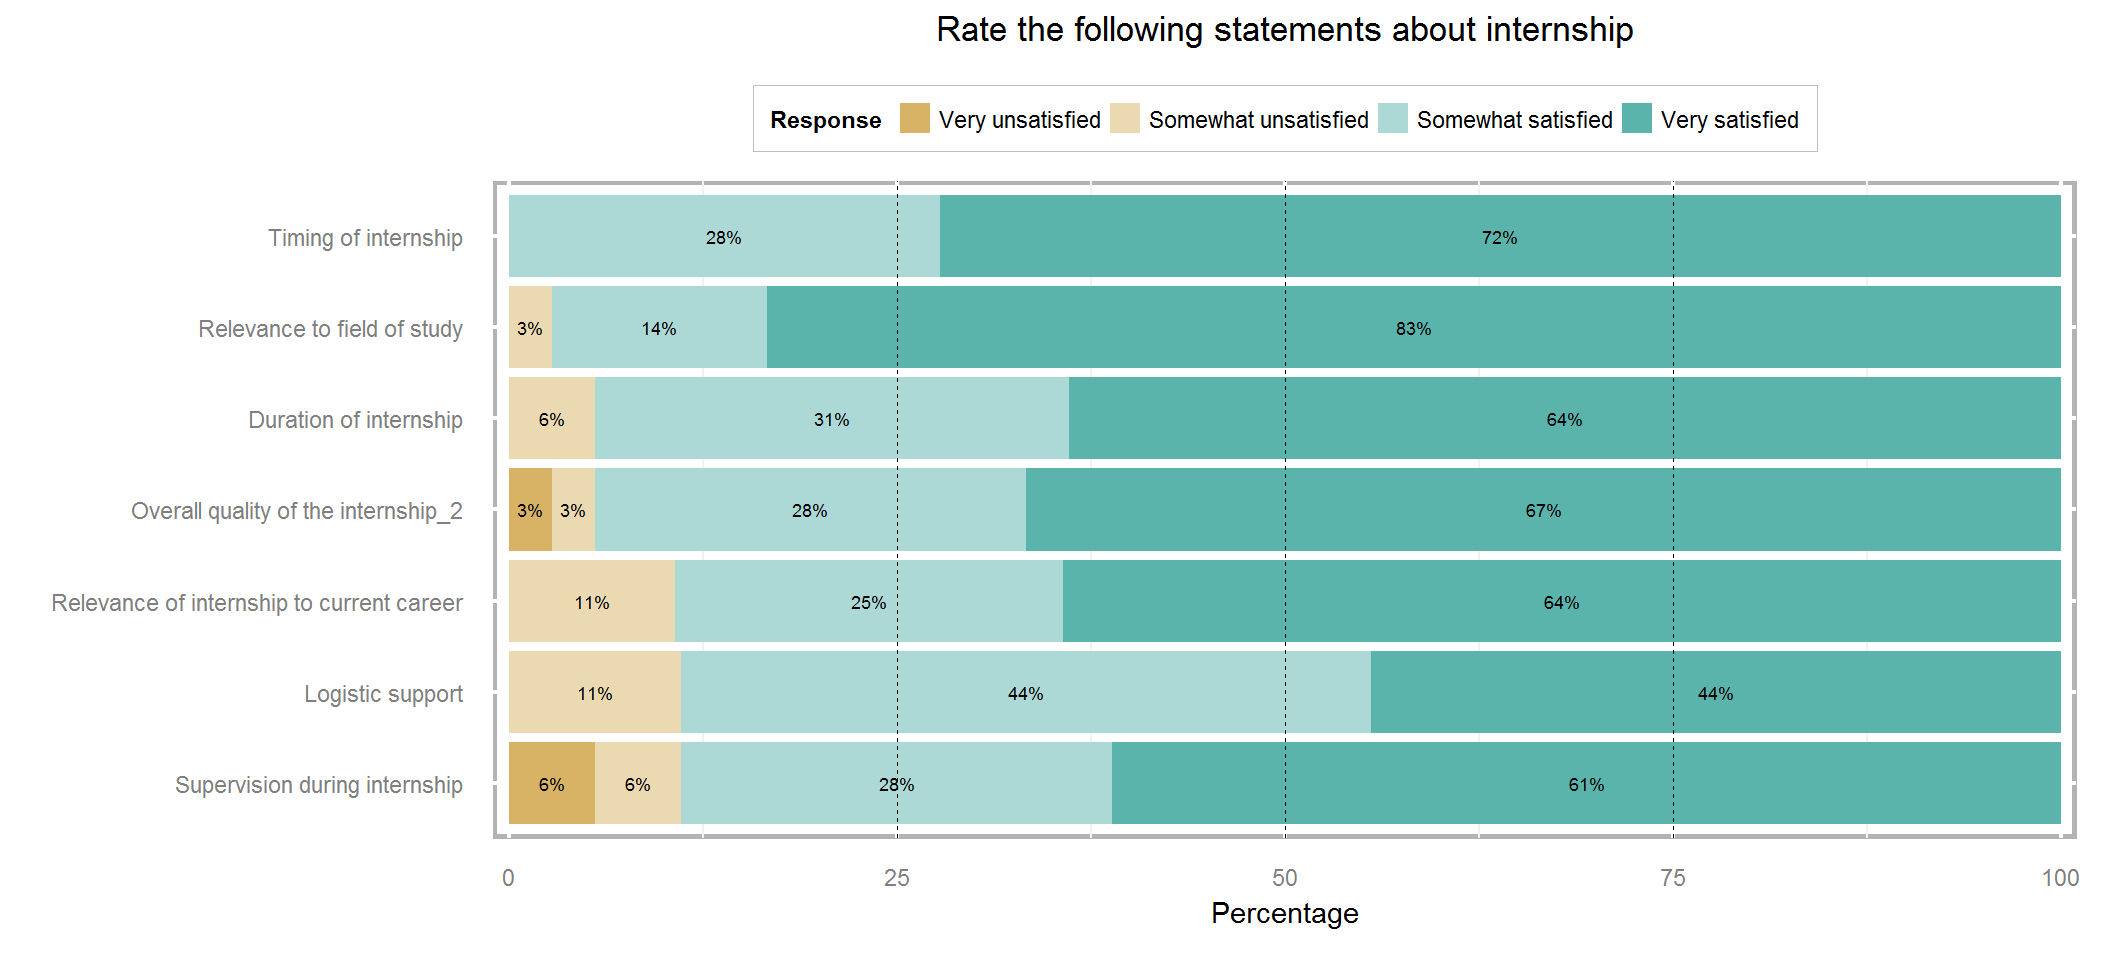 Rate the following statements about internship
Response Very unsatisfied Somewhat unsatisfied Somewhat satisfied Very satisfied
Timing of internship 28% 72%
Relevance to field of study 3% 14% 83%
Duration of internship 6% 31% 64%
Overall quality of the internship_2 3% 3% 28% 67%
Relevance of internship to current career 11% 25% 64%
Logistic support 11% 44% 44%
Supervision during internship 6% 6% 28% 61%
0 25 50 75 100
Percentage